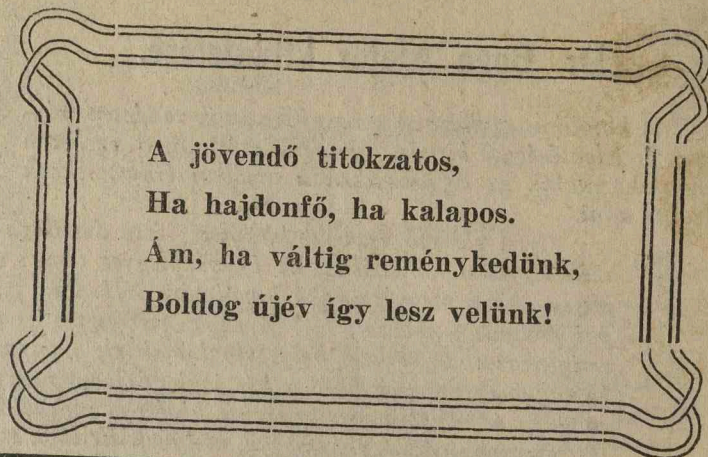 A jövendő titokzatos,
Ha hajdonfő, ha kalapos.
Ám, ha váltig reménykedünk,
Boldog újév így lesz velünk!